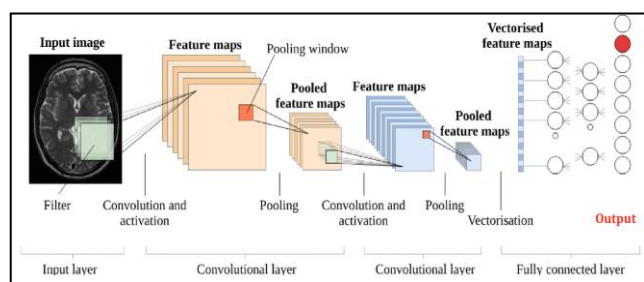 Input image
Feature maps
Pooling window
Pooled
feature maps
Feature maps
Pooled
feature maps
Vectorised
feature maps
Filter
Convolution and
activation
Pooling
Convolution and
activation
Pooling
Vectorisation
Output
Input layer
Convolutional layer
Convolutional layer
Fully connected layer